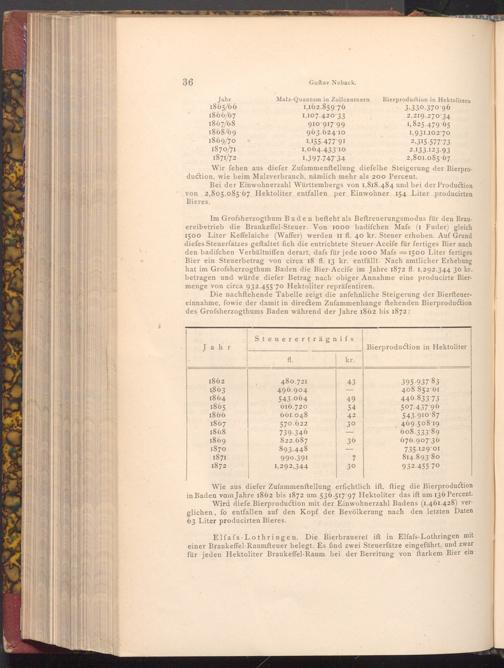 36
Gustav Noback.
Jahr Malz-Quantum in Zollcentnern Bierproduction in Hektolitern
1865/66 1,162.859·76 3,330.370·96
1866/67 1,107.420·33 2,219.270·34
1867/68 910·917·99 1,825.479·65
1868/69 963.624·10 1,931.102·70
1869/70 1,155.477·91 2,315.577·73
1870/71 1,064.433·10 2,133.123·93
1871/72 1,397.747·34 2,801.085·67
Wir ſehen aus dieſer Zuſammenſtellung dieſelbe Steigerung der Bierpro-
duction, wie beim Malzverbrauch, nämlich mehr als 200 Percent.
Bei der Einwohnerzahl Württembergs von 1,818.484 und bei der Production
von 2,805.085·67 Hektoliter entfallen per Einwohner 154 Liter producirten
Bieres.
Im Großherzogthum Baden beſteht als Beſteuerungsmodus für den Brau-
ereibetrieb die Braukeſſel-Steuer. Von 1000 badiſchen Maſs (1 Fuder) gleich
1500 Liter Keſſelaiche (Waſſer) werden 11 fl. 40 kr. Steuer erhoben. Auf Grund
dieſes Steuerſatzes geſtaltet ſich die entrichtete Steuer-Acciſe für fertiges Bier nach
den badiſchen Verhältniſſen derart, daſs für jede 1000 Maſs = 1500 Liter fertiges
Bier ein Steuerbetrag von circa 18 fl. 13 kr. entfällt. Nach amtlicher Erhebung
hat im Großherzogthum Baden die Bier-Acciſe im Jahre 1872 fl. 1,292.344 30 kr.
betragen und würde dieſer Betrag nach obiger Annahme eine producirte Bier-
menge von circa 932.455·70 Hektoliter repräſentiren.
Die nachſtehende Tabelle zeigt die anſehnliche Steigerung der Bierſteuer-
einnahme, ſowie der damit in directem Zuſammenhange ſtehenden Bierproduction
des Großherzogthums Baden während der Jahre 1862 bis 1872:
Jahr Steuererträgniſs Bierproduction in Hektoliter
fl. kr.
1862 480.721 43 395.937·83
1863 496.904 — 408 852·61
1864 543.064 49 446.833·73
1865 616.720 54 507.437·96
1866 661.048 42 543.910·87
1867 570.622 30 469.508·19
1868 739.346 — 608.333·89
1869 822.687 36 676.907·36
1870 893.448 — 735.129·01
1871 990.391 7 814.893·80
1872 1,292,344 30 932.455·70
Wie aus dieſer Zuſammenſtellung erſichtlich iſt, ſtieg die Bierproduction
in Baden vom Jahre 1862 bis 1872 um 536.517·97 Hektoliter das iſt um 136 Percent.
Wird dieſe Bierproduction mit der Einwohnerzahl Badens (1,461.428) ver-
glichen, ſo entfallen auf den Kopf der Bevölkerung nach den letzten Daten
63 Liter producirten Bieres.
Elſaſs-Lothringen. Die Bierbrauerei iſt in Elſaſs-Lothringen mit
einer Braukeſſel-Raumſteuer belegt. Es ſind zwei Steuerſätze eingeführt, und zwar
für jeden Hektoliter Braukeſſel-Raum bei der Bereitung von ſtarkem Bier ein